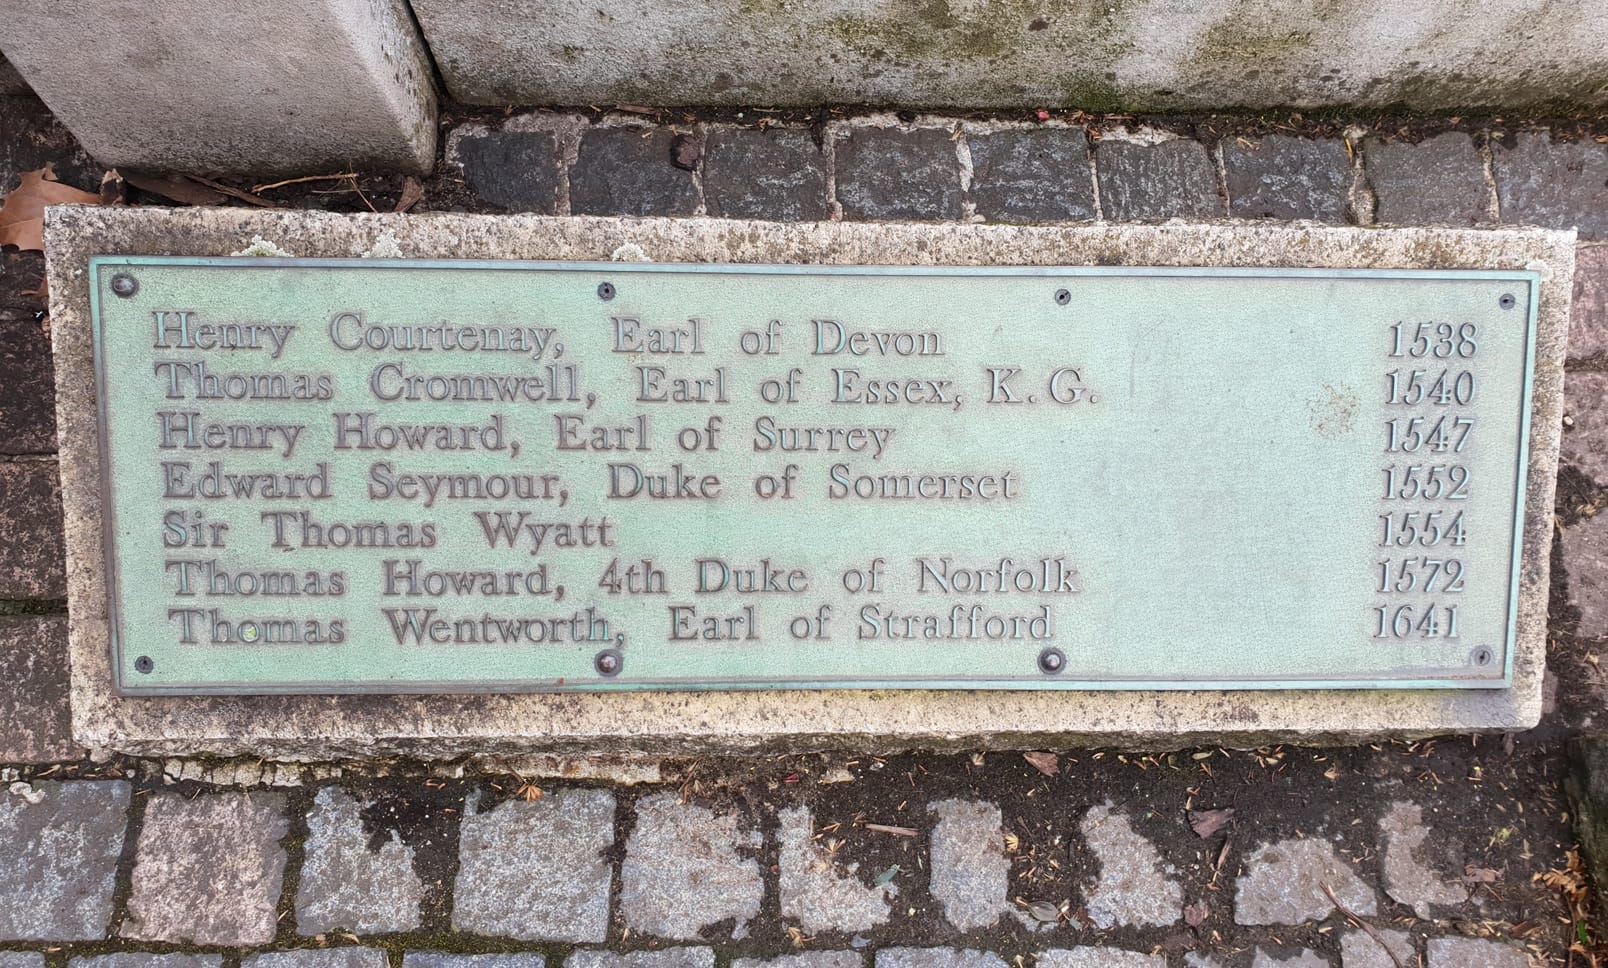 Henry Courtenay, Earl of Devon 1538
Thomas Cromwell, Earl of Essex, K.G. 1540
Henry Howard, Earl of Surrey 1547
Edward Seymour, Duke of Somerset 1552
Sir Thomas Wyatt 1554
Thomas Howard, 4th Duke of Norfolk 1572
Thomas Wentworth, Earl of Strafford 1641